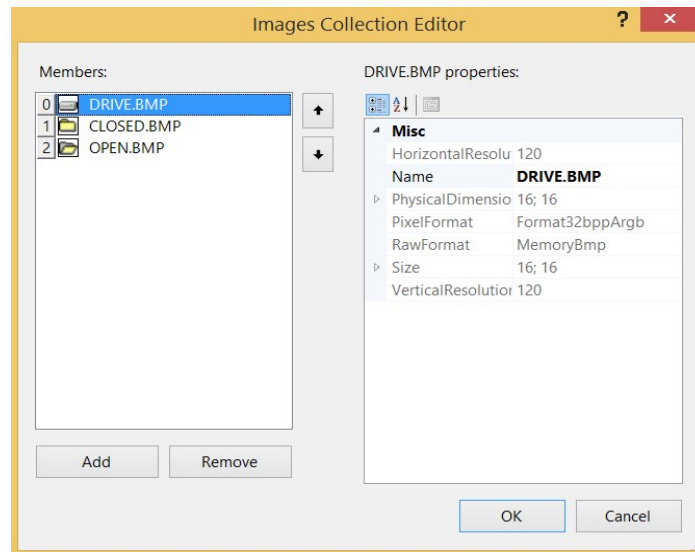 Images Collection Editor
?
×
Members:
0 DRIVE.BMP
1 CLOSED.BMP
2 OPEN.BMP
Add
Remove
DRIVE.BMP properties:
Misc
HorizontalResolu 120
Name DRIVE.BMP
PhysicalDimensio 16; 16
PixelFormat Format32bppArgb
RawFormat MemoryBmp
Size 16; 16
VerticalResolution 120
OK
Cancel